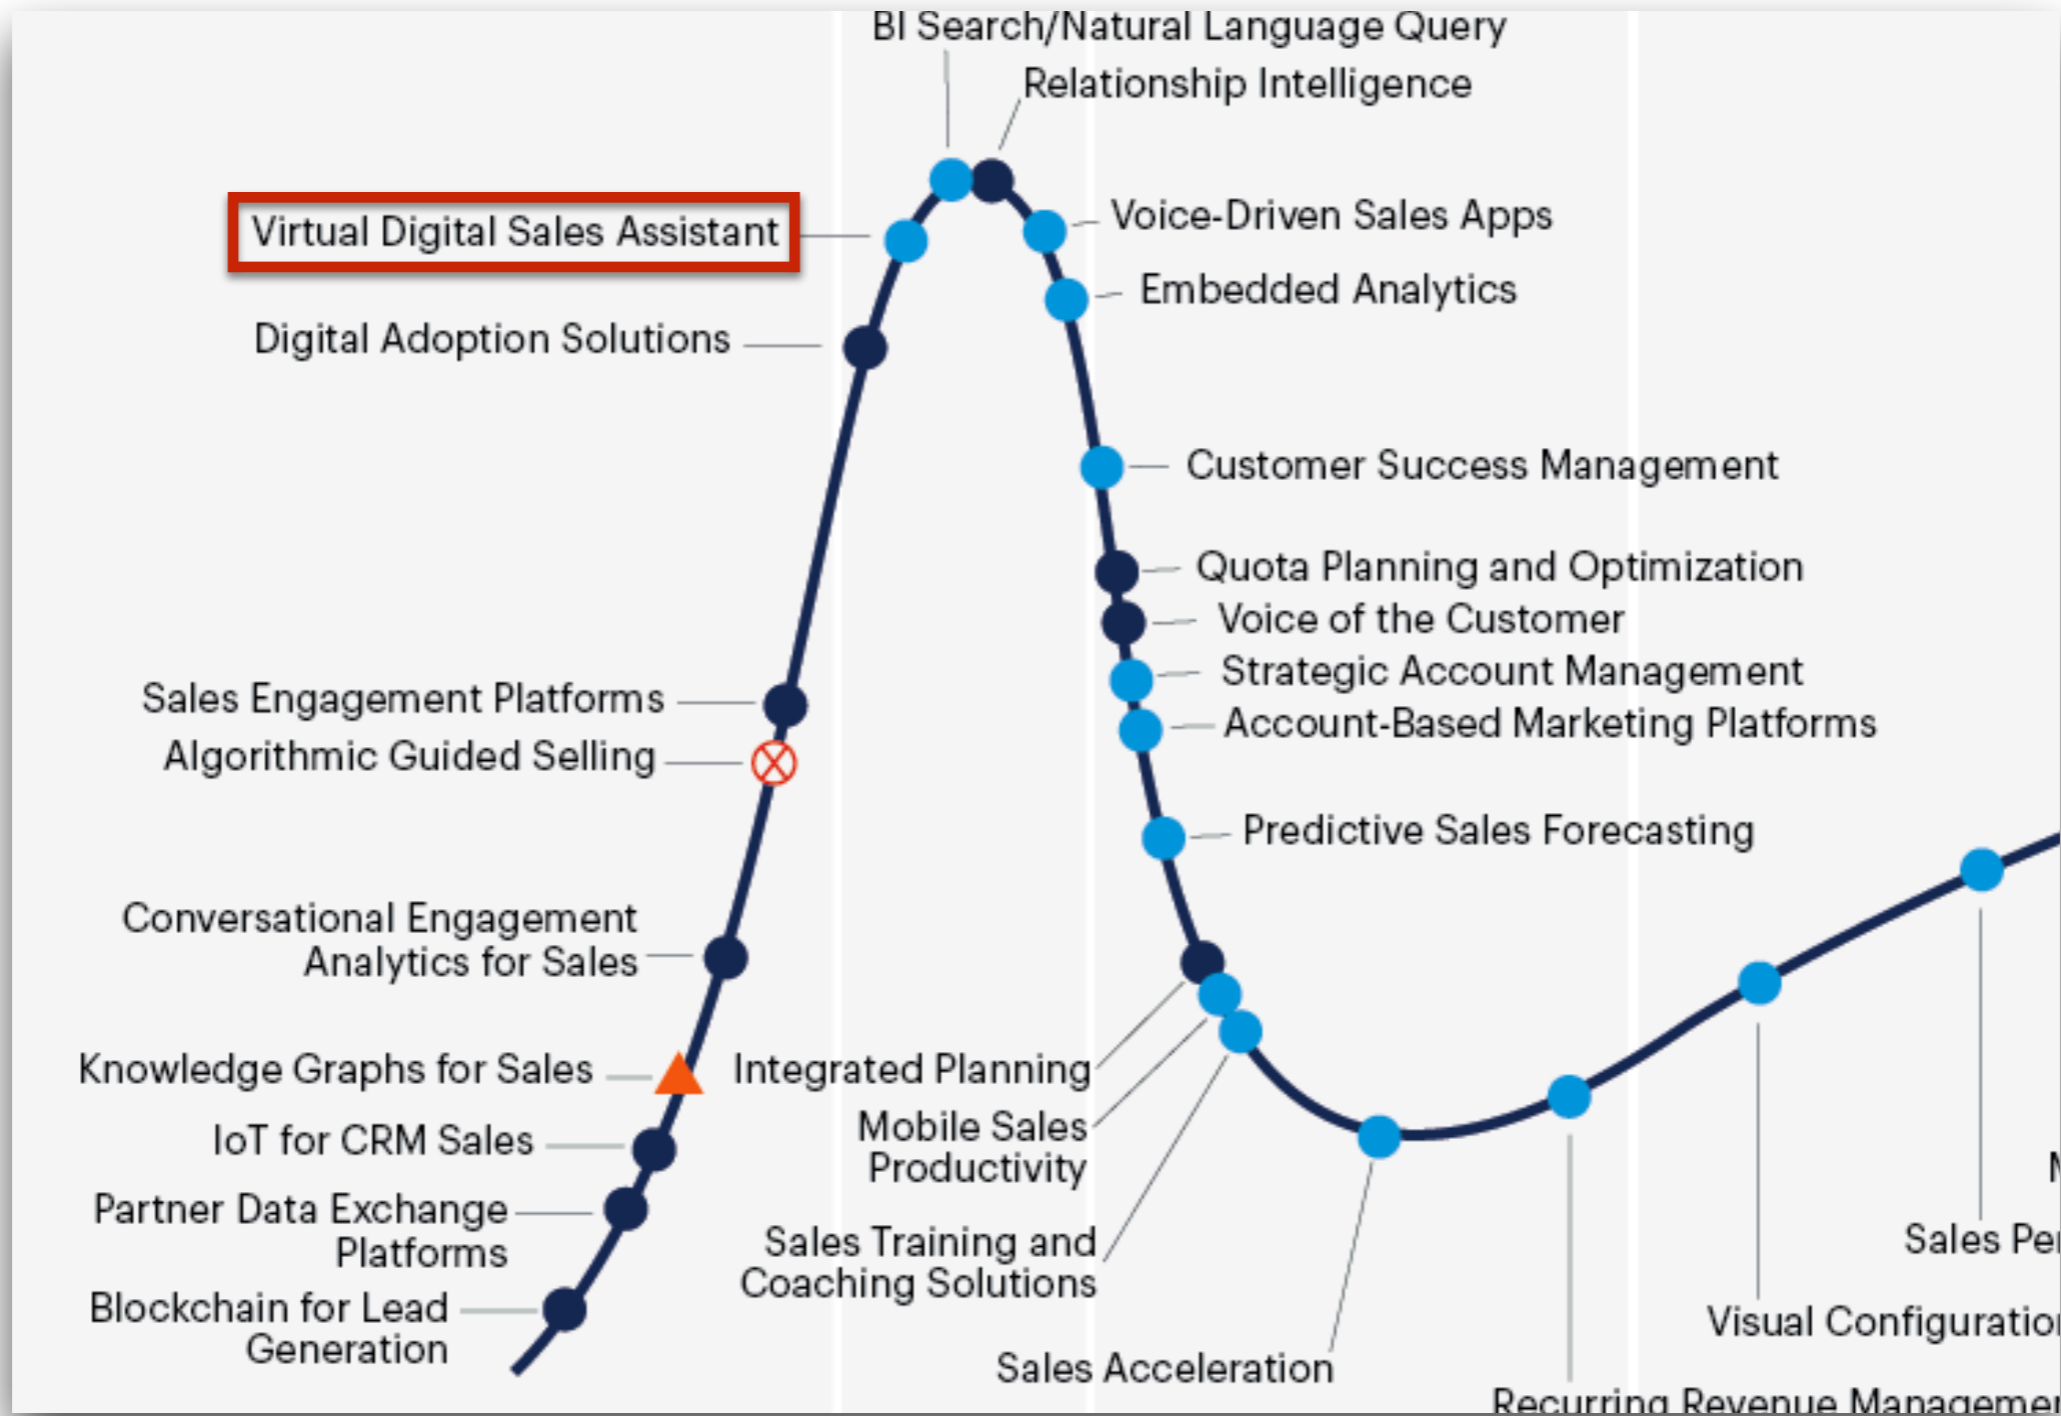 BI Search/Natural Language Query
Relationship Intelligence
Virtual Digital Sales Assistant
Voice-Driven Sales Apps
Embedded Analytics
Digital Adoption Solutions
Customer Success Management
Quota Planning and Optimization
Voice of the Customer
Strategic Account Management
Account-Based Marketing Platforms
Sales Engagement Platforms
Algorithmic Guided Selling
Predictive Sales Forecasting
Conversational Engagement
Analytics for Sales
Knowledge Graphs for Sales
IoT for CRM Sales
Partner Data Exchange
Platforms
Blockchain for Lead
Generation
Integrated Planning
Mobile Sales
Productivity
Sales Training and
Coaching Solutions
Sales Acceleration
Sales
Visual
Recurring Revenue